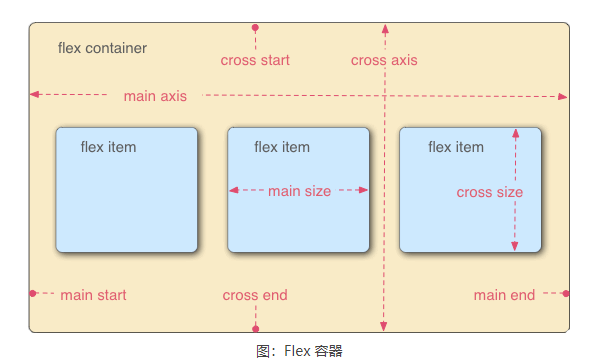 flex container
cross start
cross axis
main axis
flex item
flex item
flex item
main size
cross size
main start
cross end
main end
图：Flex 容器